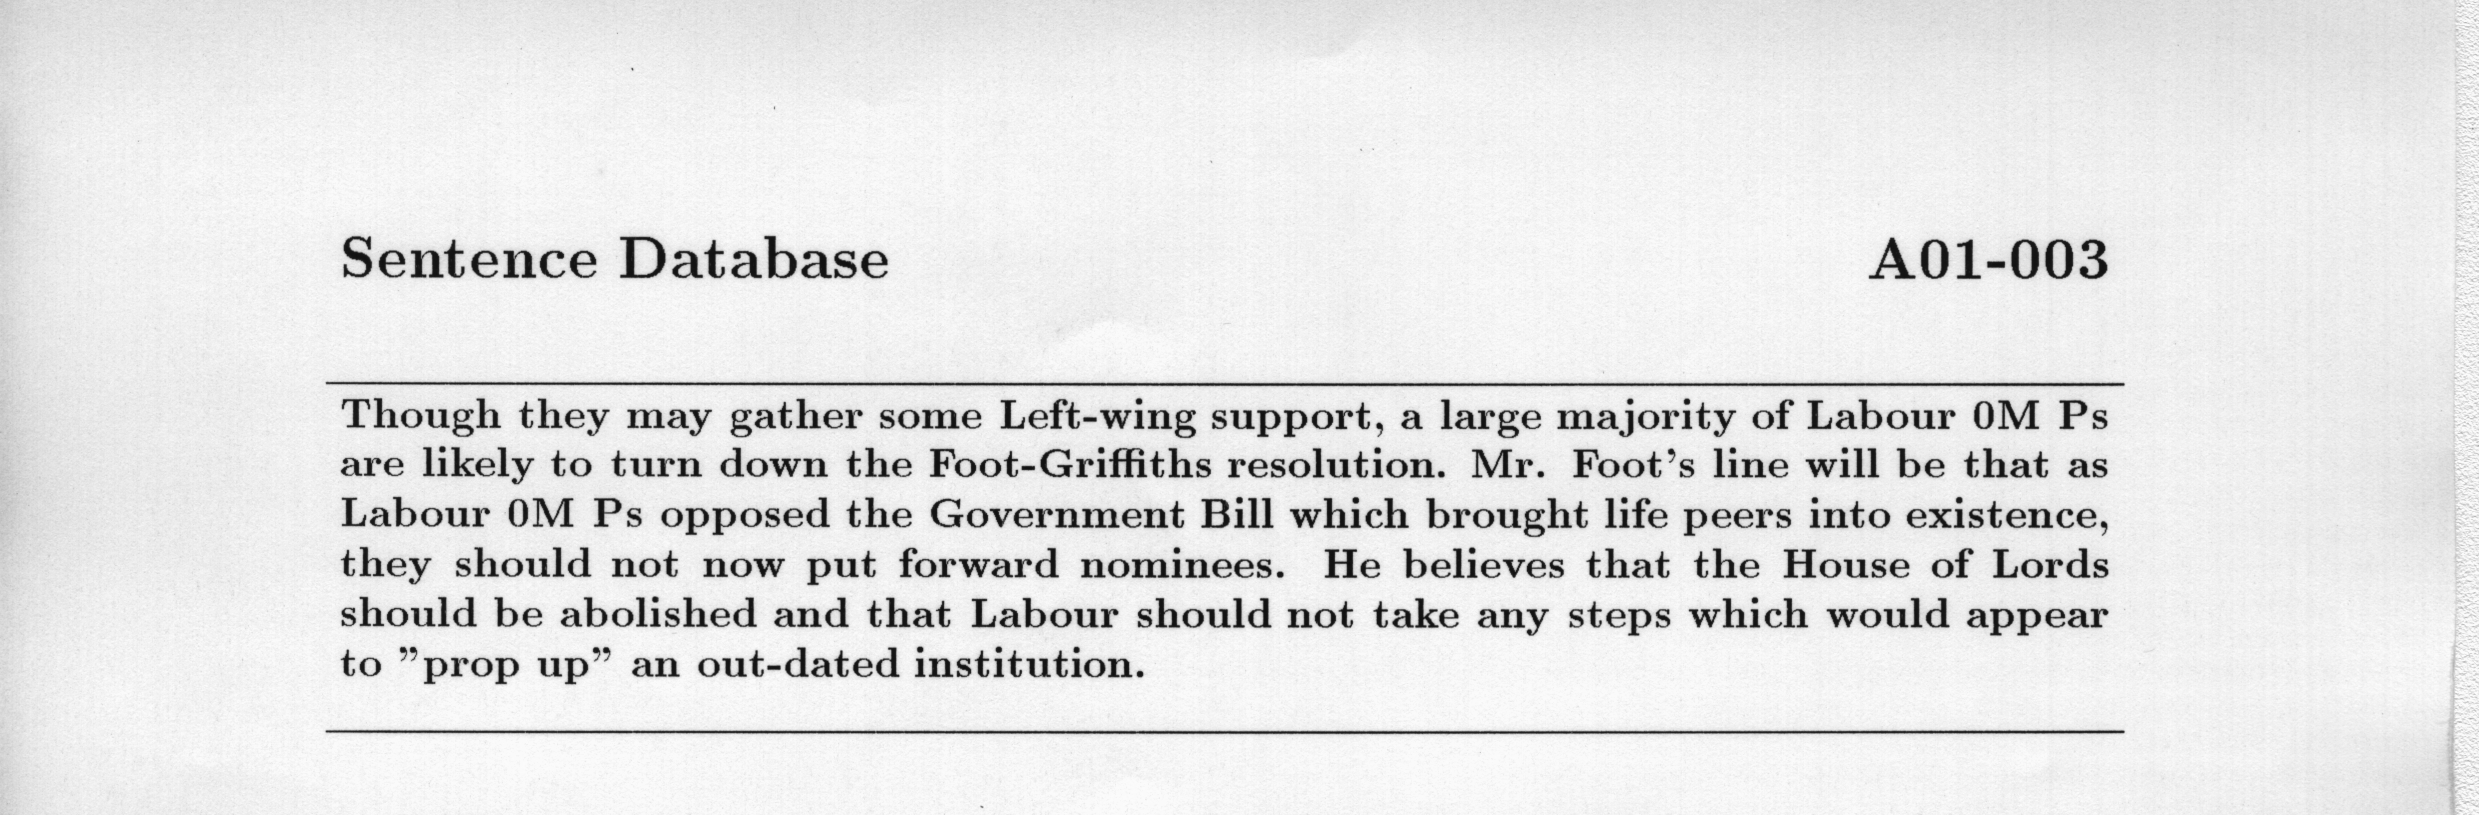 Sentence Database A01-003
Though they may gather some Left-wing support, a large majority of Labour 0M Ps
are likely to turn down the Foot-Griffiths resolution. Mr. Foot's line will be that as
Labour 0M Ps opposed the Government Bill which brought life peers into existence,
they should not now put forward nominees. He believes that the House of Lords
should be abolished and that Labour should not take any steps which would appear
to ”prop up” an out-dated institution.